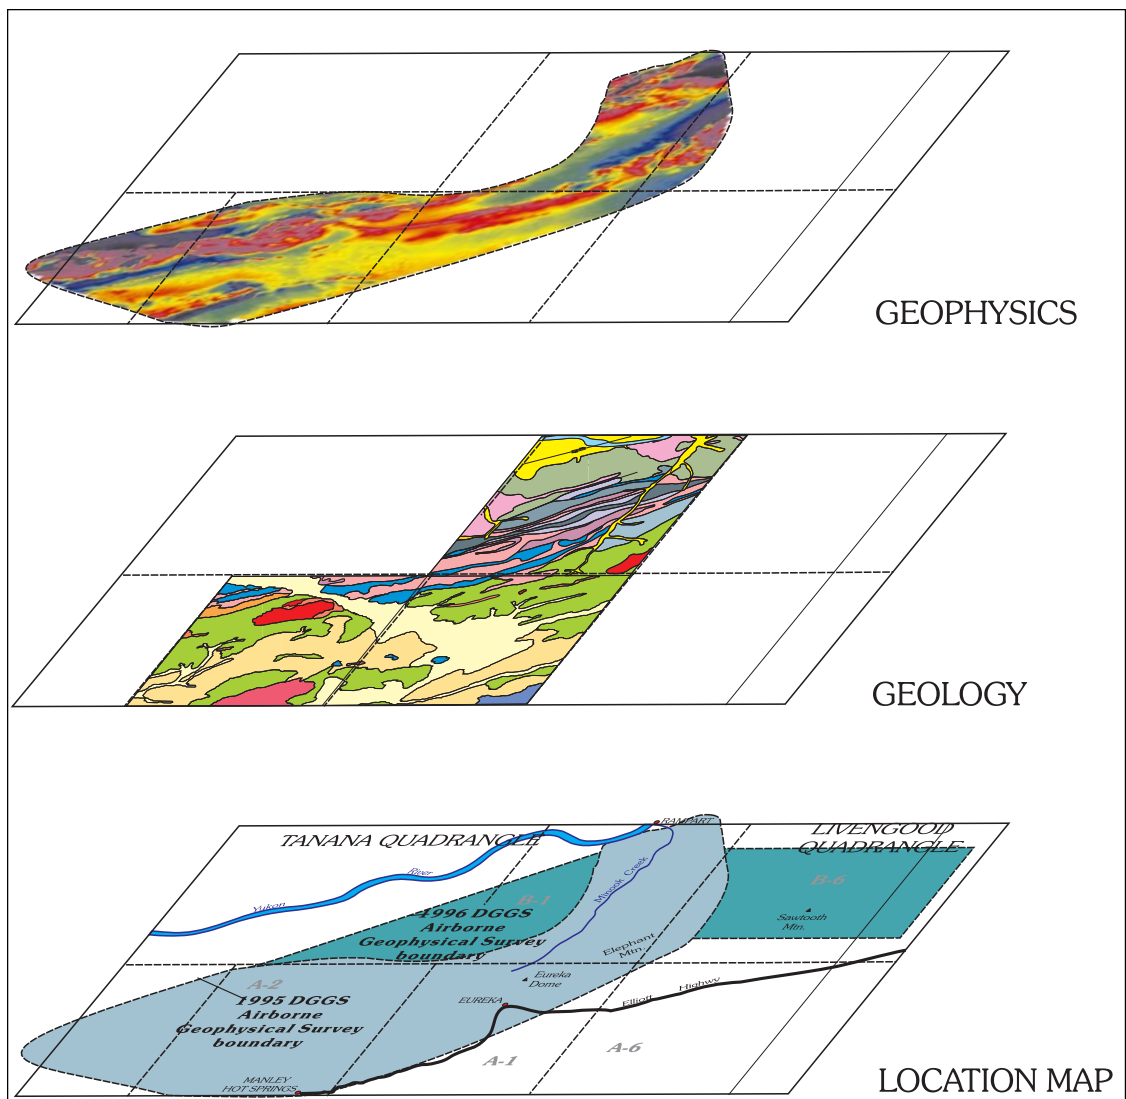 GEOPHYSICS
GEOLOGY
RAMPART
TANANA QUADRANGLE
LIVENGOOD
QUADRANGLE
River
Yukon
Minook Creek
B-6
B-1
1996 DGGS
Airborne
Geophysical Survey
boundary
Sawtooth
Mtn.
Elephant
Mtn.
Eureka
Dome
A-2
1995 DGGS
Airborne
Geophysical Survey
boundary
EUREKA
Elliott
Highwy
A-1
A-6
MANLEY
HOT SPRINGS
LOCATION MAP